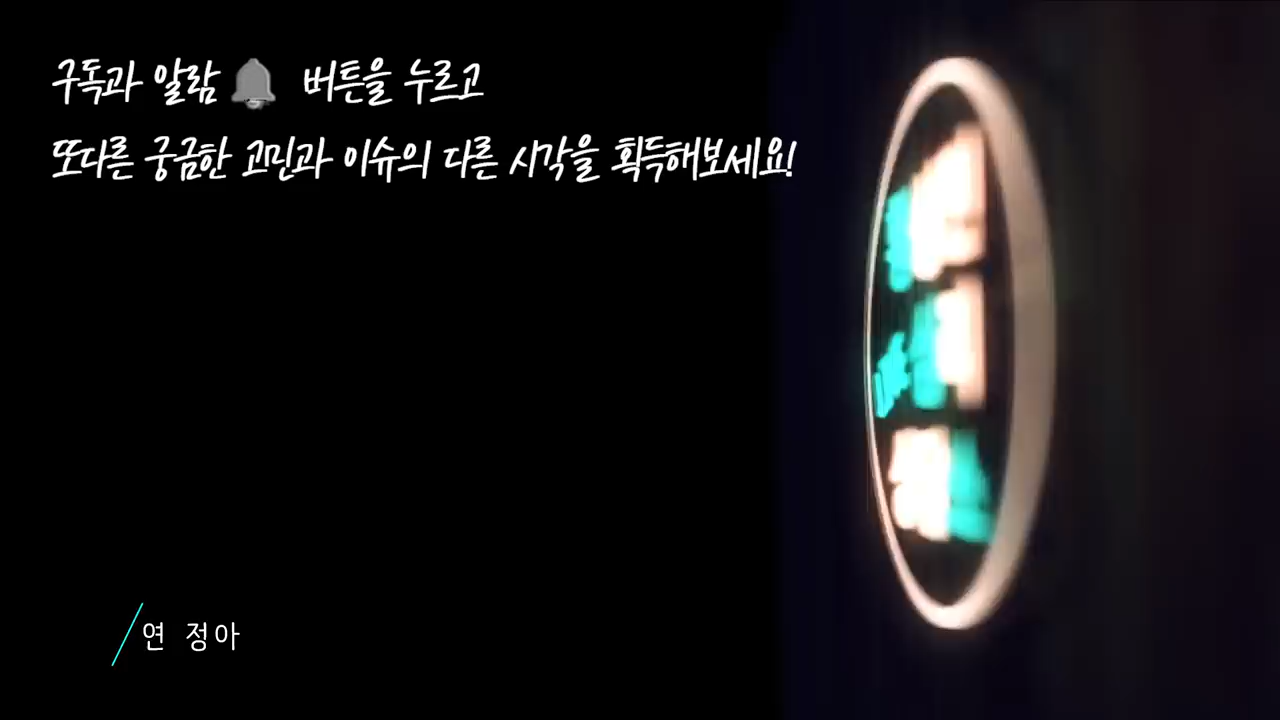 구독과 알람 버튼을 누르고
또다른 궁금한 고민과 이슈의 다른 시각을 획득해보세요!
연 정아